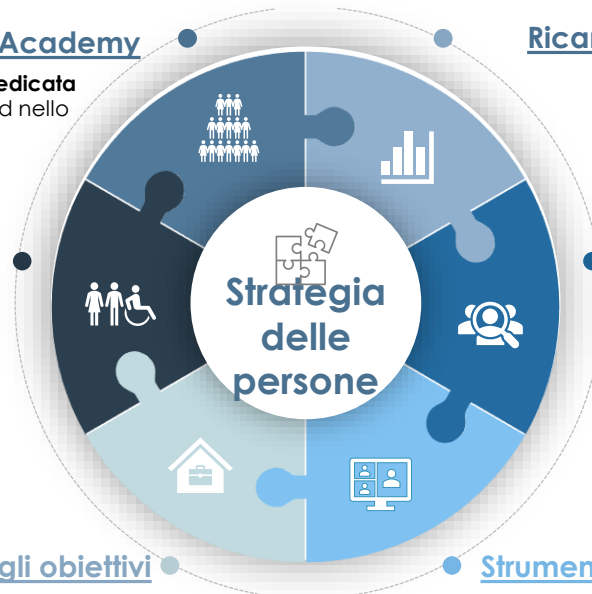 Academy
Ricar
edicata
d nello
Strategia
delle
persone
gli obiettivi
Strumen